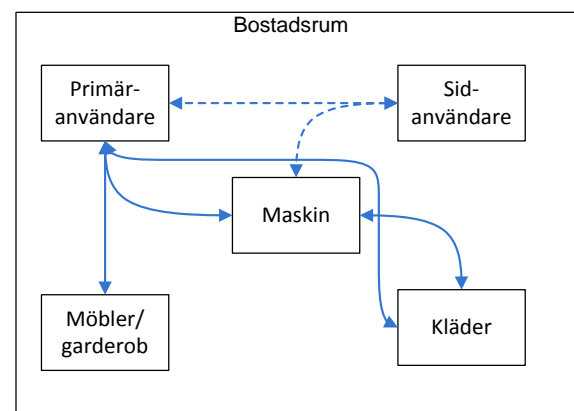 Bostadsrum
Primär-
användare
Sid-
användare
Maskin
Möbler/
garderob
Kläder